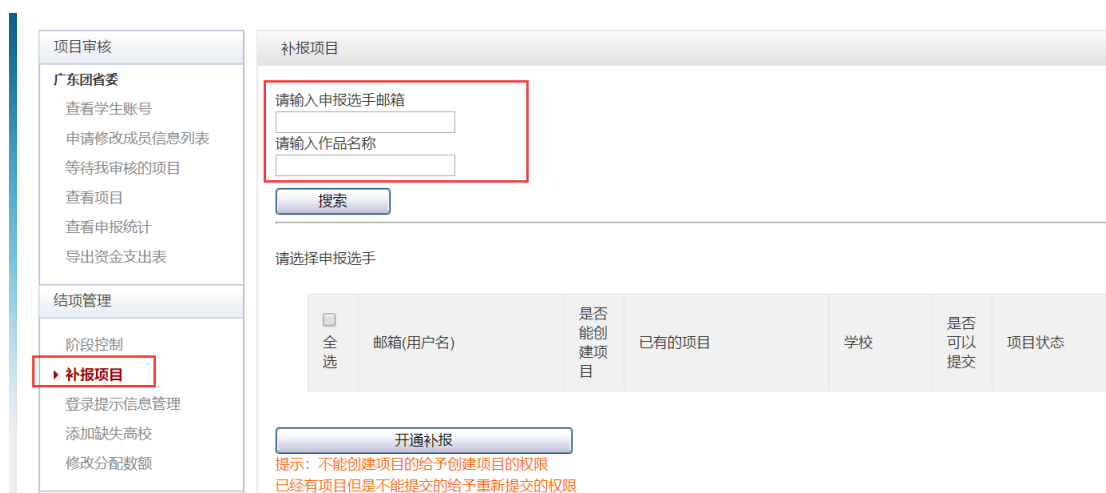 项目审核
广东团省委
查看学生账号
申请修改成员信息列表
等待我审核的项目
查看项目
查看申报统计
导出资金支出表
结项管理
阶段控制
补报项目
登录提示信息管理
添加缺失高校
修改分配数额
补报项目
请输入申报选手邮箱
请输入作品名称
搜索
请选择申报选手
全
选
邮箱(用户名)
是否
能创
建项
目
已有的项目
学校
是否
可以
提交
项目状态
开通补报
提示：不能创建项目的给予创建项目的权限
已经有项目但是不能提交的给予重新提交的权限